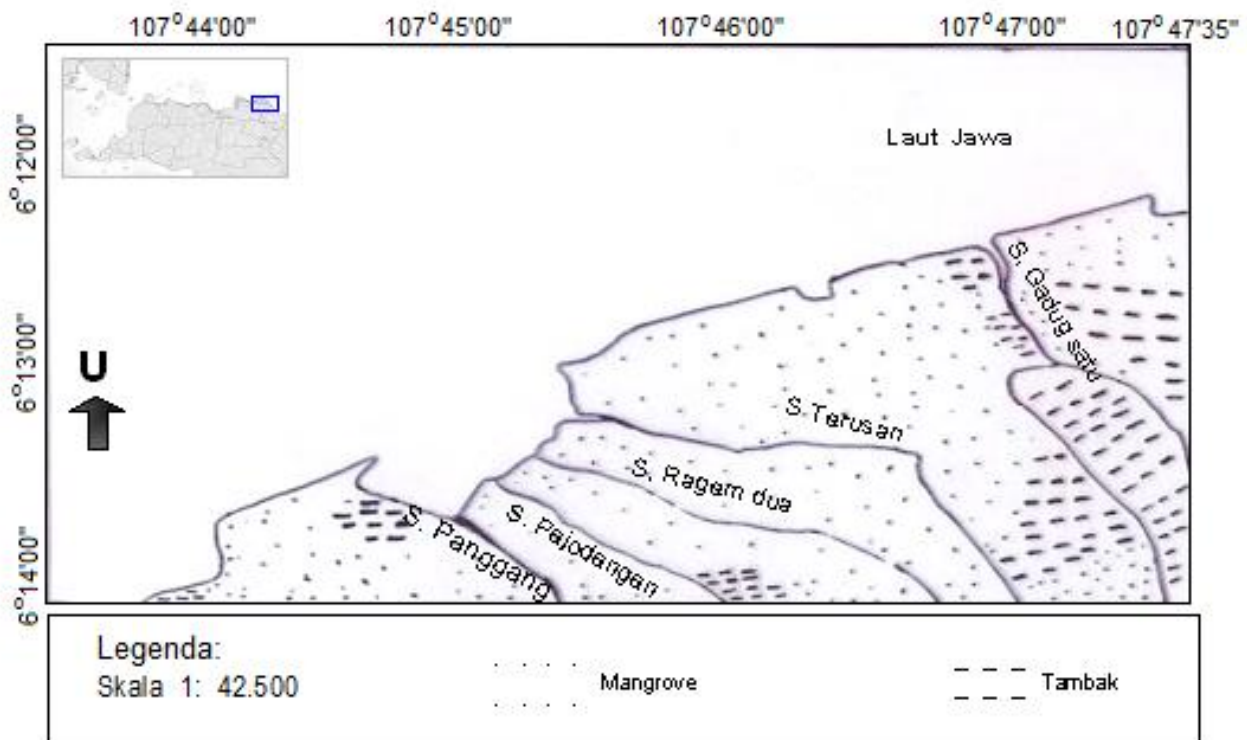 107°44'00" 107°45'00" 107°46'00" 107°47'00" 107°47'35"
6°12'00"
Laut Jawa
S. Gadug satu
6°13'00"
U
S.Terusan
S. Ragem dua
S. Pajodangan
S. Panggang
6°14'00"
Legenda:
Skala 1: 42.500
Mangrove
Tambak